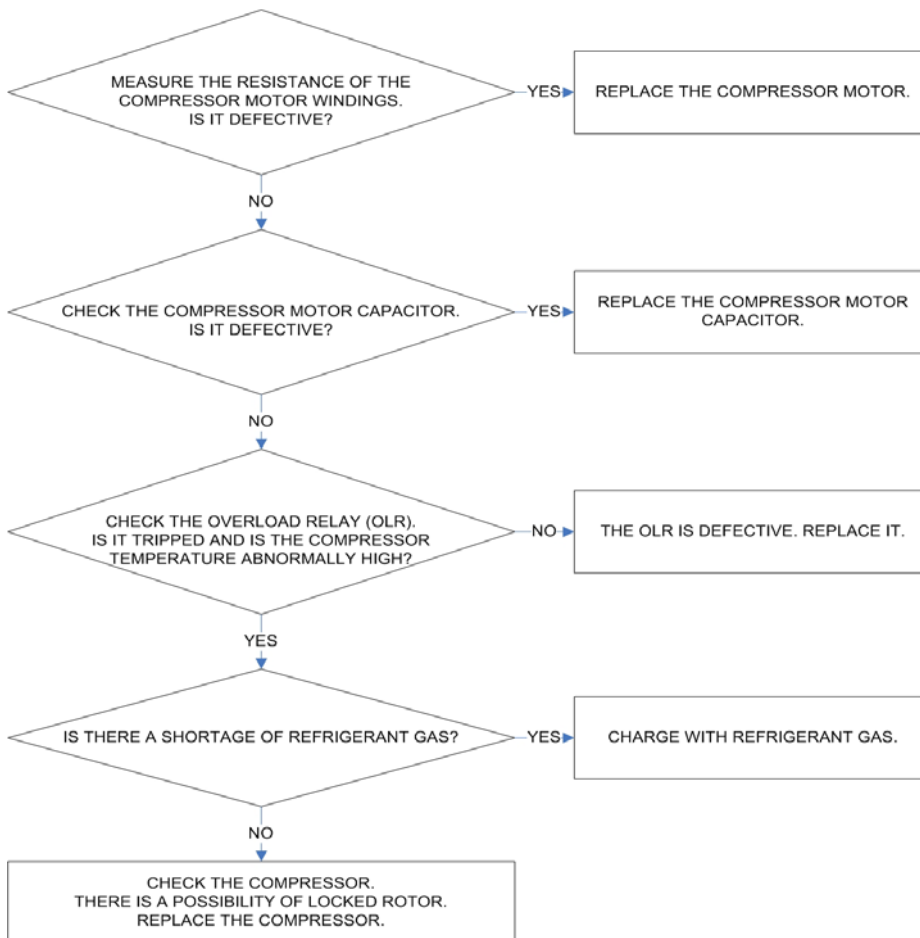 MEASURE THE RESISTANCE OF THE
COMPRESSOR MOTOR WINDINGS.
IS IT DEFECTIVE?
YES
REPLACE THE COMPRESSOR MOTOR.
NO
CHECK THE COMPRESSOR MOTOR CAPACITOR.
IS IT DEFECTIVE?
YES
REPLACE THE COMPRESSOR MOTOR
CAPACITOR.
NO
CHECK THE OVERLOAD RELAY (OLR).
IS IT TRIPPED AND IS THE COMPRESSOR
TEMPERATURE ABNORMALLY HIGH?
NO
THE OLR IS DEFECTIVE. REPLACE IT.
YES
IS THERE A SHORTAGE OF REFRIGERANT GAS?
YES
CHARGE WITH REFRIGERANT GAS.
NO
CHECK THE COMPRESSOR.
THERE IS A POSSIBILITY OF LOCKED ROTOR.
REPLACE THE COMPRESSOR.